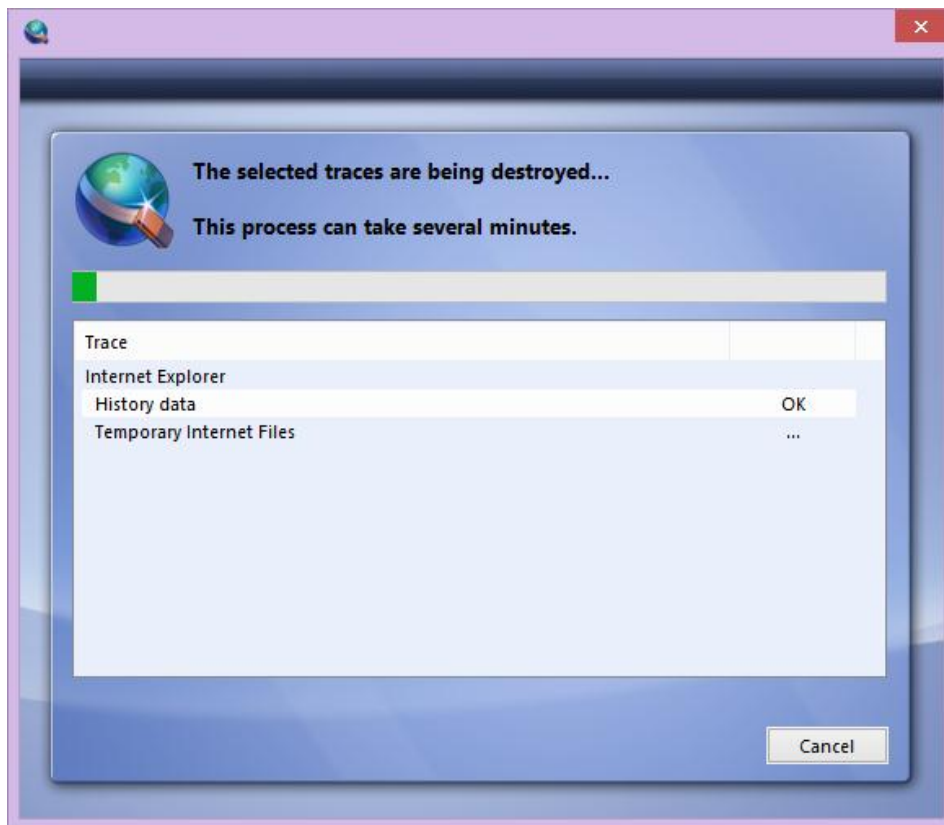 The selected traces are being destroyed...
This process can take several minutes.
Trace
Internet Explorer
History data OK
Temporary Internet Files ...
Cancel